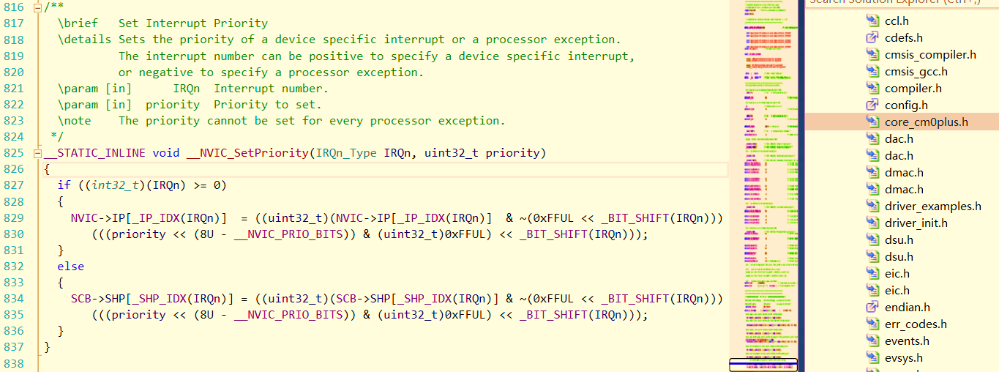 816 /**
817 \brief Set Interrupt Priority
818 \details Sets the priority of a device specific interrupt or a processor exception.
819 The interrupt number can be positive to specify a device specific interrupt,
820 or negative to specify a processor exception.
821 \param [in] IRQn Interrupt number.
822 \param [in] priority Priority to set.
823 \note The priority cannot be set for every processor exception.
824 */
825 __STATIC_INLINE void __NVIC_SetPriority(IRQn_Type IRQn, uint32_t priority)
826 {
827 if ((int32_t)(IRQn) >= 0)
828 {
829 NVIC->IP[_IP_IDX(IRQn)] = ((uint32_t)(NVIC->IP[_IP_IDX(IRQn)] & ~(0xFFUL << _BIT_SHIFT(IRQn)))
830 (((priority << (8U - __NVIC_PRIO_BITS)) & (uint32_t)0xFFUL) << _BIT_SHIFT(IRQn)));
831 }
832 else
833 {
834 SCB->SHP[_SHP_IDX(IRQn)] = ((uint32_t)(SCB->SHP[_SHP_IDX(IRQn)] & ~(0xFFUL << _BIT_SHIFT(IRQn)))
835 (((priority << (8U - __NVIC_PRIO_BITS)) & (uint32_t)0xFFUL) << _BIT_SHIFT(IRQn)));
836 }
837 }
838
Search Solution Explorer (Ctrl+;)
ccl.h
cdefs.h
cmsis_compiler.h
cmsis_gcc.h
compiler.h
config.h
core_cm0plus.h
dac.h
dac.h
dmac.h
dmac.h
driver_examples.h
driver_init.h
dsu.h
dsu.h
eic.h
eic.h
endian.h
err_codes.h
events.h
evsys.h